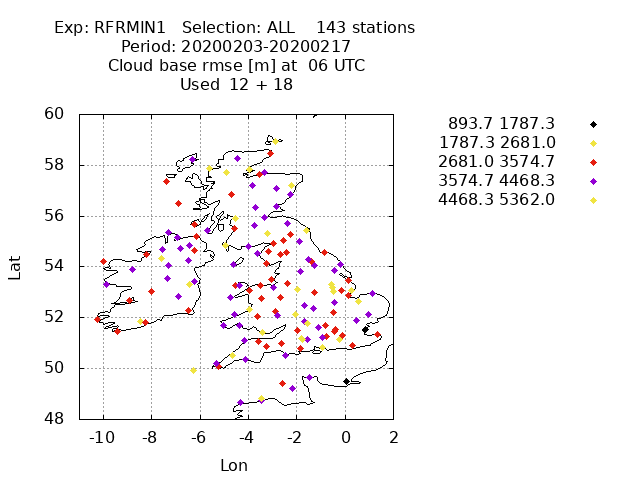 Exp: RFRMIN1 Selection: ALL 143 stations
Period: 20200203-20200217
Cloud base rmse [m] at 06 UTC
Used 12 + 18
60
58
56
54
52
50
48
Lat
-10 -8 -6 -4 -2 0 2
Lon
893.7 1787.3
1787.3 2681.0
2681.0 3574.7
3574.7 4468.3
4468.3 5362.0